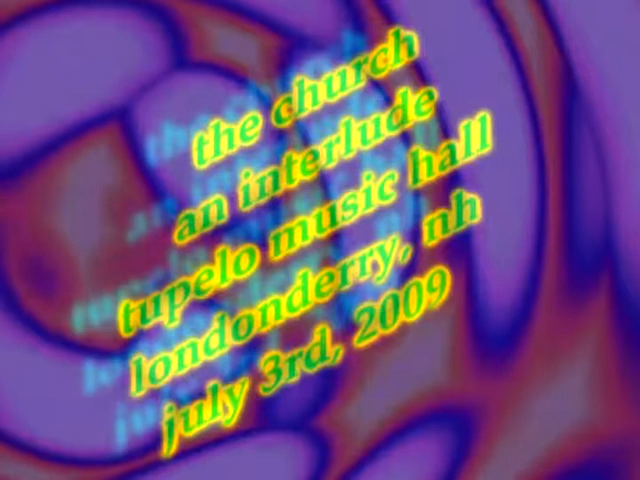 the church
an interlude
tupelo music hall
londonderry, nh
july 3rd, 2009